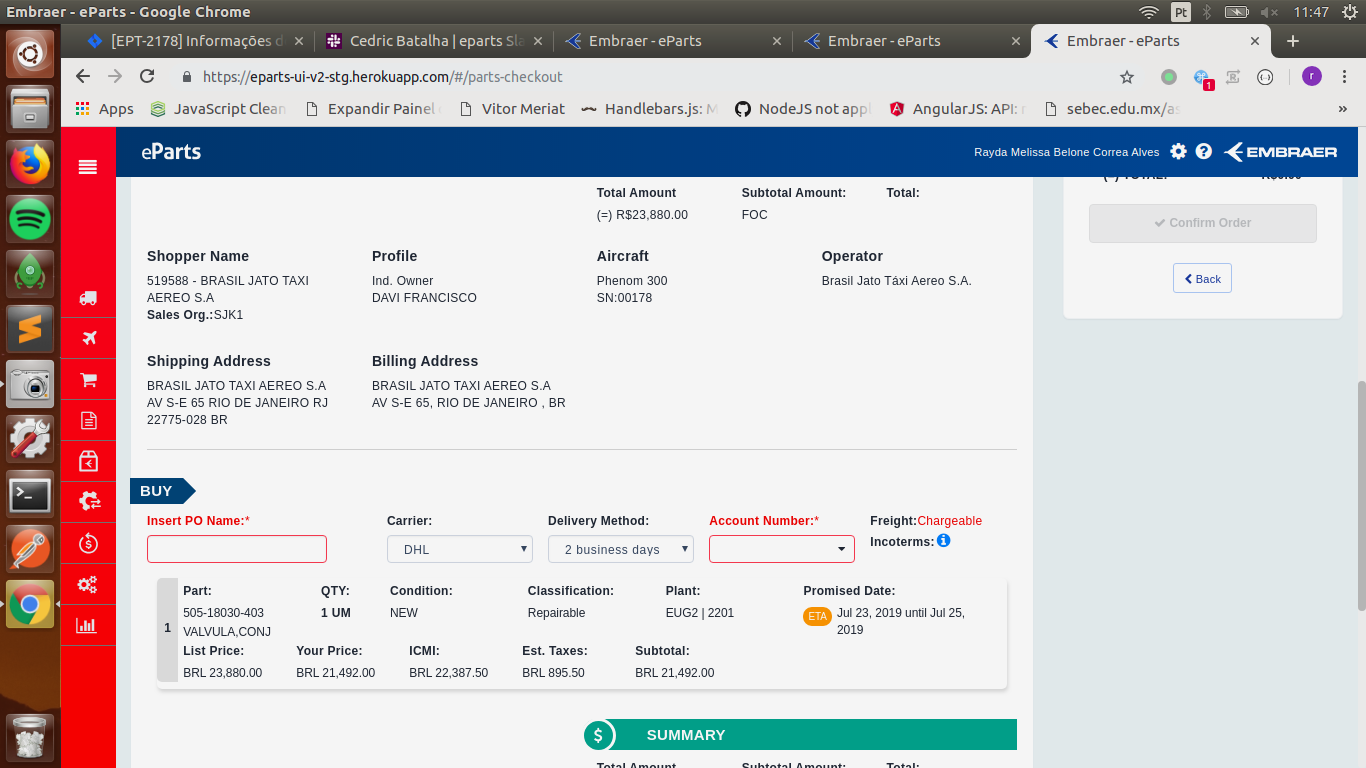 Embraer - eParts - Google Chrome
Pt
11:47
[EPT-2178] Informações d
Cedric Batalha | eparts Sla
Embraer - eParts
Embraer - eParts
Embraer - eParts
https://eparts-ui-v2-stg.herokuapp.com/#/parts-checkout
1
r
Apps
JavaScript Clean
Expandir Painel
Vitor Meriat
Handlebars.js: M
NodeJS not appl
AngularJS: API: r
sebec.edu.mx/as
»
eParts
Rayda Melissa Belone Correa Alves
EMBRAER
Total Amount Subtotal Amount: Total:
(=) R$23,880.00 FOC
Confirm Order
Back
Shopper Name Profile Aircraft Operator
519588 - BRASIL JATO TAXI Ind. Owner Phenom 300 Brasil Jato Táxi Aereo S.A.
AEREO S.A DAVI FRANCISCO SN:00178
Sales Org.:SJK1
Shipping Address Billing Address
BRASIL JATO TAXI AEREO S.A BRASIL JATO TAXI AEREO S.A
AV S-E 65 RIO DE JANEIRO RJ AV S-E 65, RIO DE JANEIRO , BR
22775-028 BR
BUY
Insert PO Name:* Carrier: Delivery Method: Account Number:* Freight:Chargeable
DHL 2 business days Incoterms:
Part: QTY: Condition: Classification: Plant: Promised Date:
505-18030-403 1 UM NEW Repairable EUG2 | 2201 ETA Jul 23, 2019 until Jul 25,
1 VALVULA,CONJ 2019
List Price: Your Price: ICMI: Est. Taxes: Subtotal:
BRL 23,880.00 BRL 21,492.00 BRL 22,387.50 BRL 895.50 BRL 21,492.00
$ SUMMARY
Total Amount Subtotal Amount: Total: